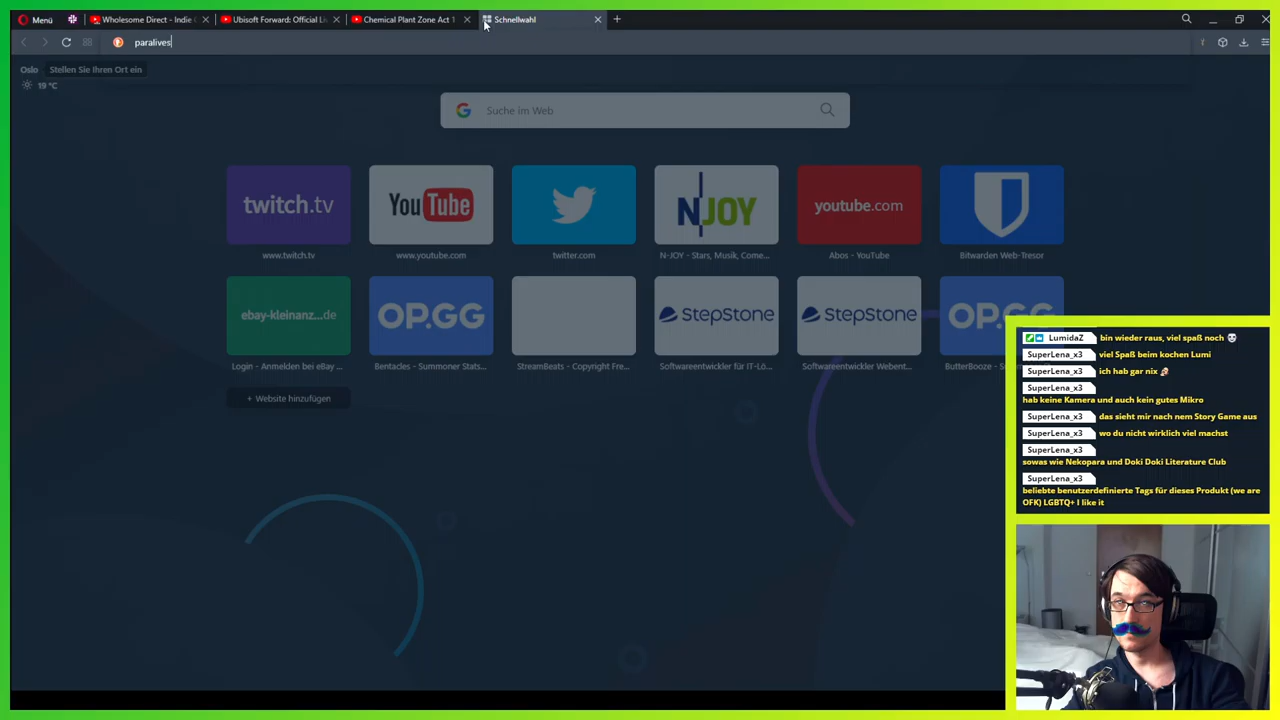 Menü
Wholesome Direct - Indie
Ubisoft Forward: Official Li
Chemical Plant Zone Act 1
Schnellwahl
paralives
Oslo Stellen Sie Ihren Ort ein
19 °C
Suche im Web
twitch.tv
You Tube
N-JOY
youtube.com
www.twitch.tv
www.youtube.com
twitter.com
N-JOY - Stars, Musik, Come...
Abos - YouTube
Bitwarden Web-Tresor
ebay-kleinanz...de
OP.GG
StepStone
StepStone
OP.GG
Login - Anmelden bei eBay ...
Bentacles - Summoner Stats...
StreamBeats - Copyright Fre...
Softwareentwickler für IT-Lö...
Softwareentwickler Webent...
ButterBooze - S
+ Website hinzufügen
LumidaZ bin wieder raus, viel spaß noch
SuperLena_x3 viel Spaß beim kochen Lumi
SuperLena_x3 ich hab gar nix
SuperLena_x3
hab keine Kamera und auch kein gutes Mikro
SuperLena_x3 das sieht mir nach nem Story Game aus
SuperLena_x3 wo du nicht wirklich viel machst
SuperLena_x3
sowas wie Nekopara und Doki Doki Literature Club
SuperLena_x3
beliebte benutzerdefinierte Tags für dieses Produkt (we are
OFK) LGBTQ+ I like it